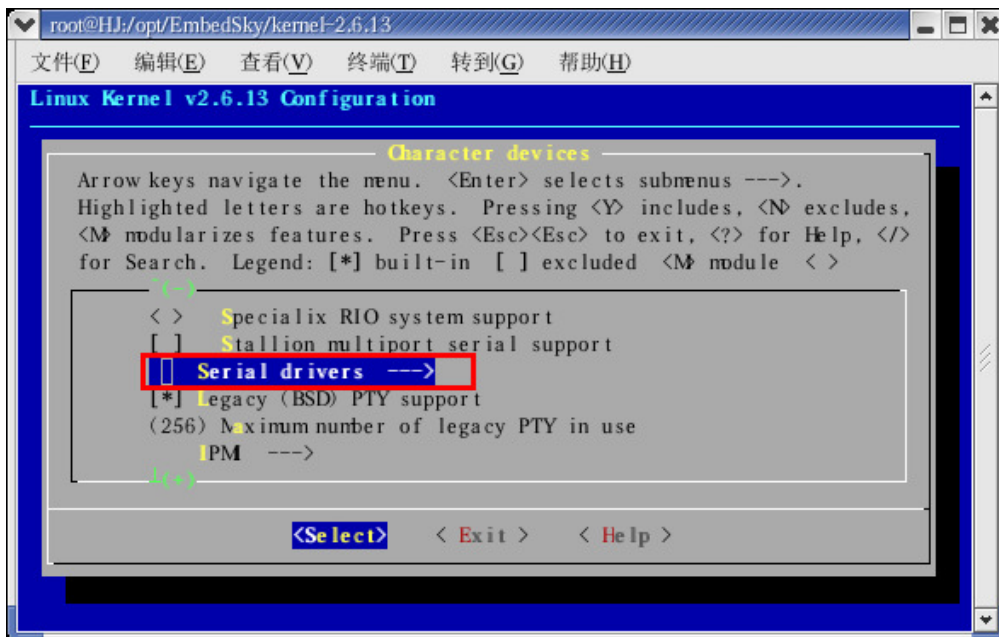 root@HJ:/opt/EmbedSky/kernel-2.6.13
文件(F) 编辑(E) 查看(V) 终端(T) 转到(G) 帮助(H)
Linux Kernel v2.6.13 Configuration
Character devices
Arrow keys navigate the menu. <Enter> selects submenus --->.
Highlighted letters are hotkeys. Pressing <Y> includes, <N> excludes,
<M> modularizes features. Press <Esc><Esc> to exit, <?> for Help, </>
for Search. Legend: [*] built-in [ ] excluded <M> module < >
^(-)
< > Specialix RIO system support
[ ] Stallion multiport serial support
Serial drivers --->
[*] Legacy (BSD) PTY support
(256) Maximum number of legacy PTY in use
IPMI --->
┴(+)
<Select> < Exit > < Help >